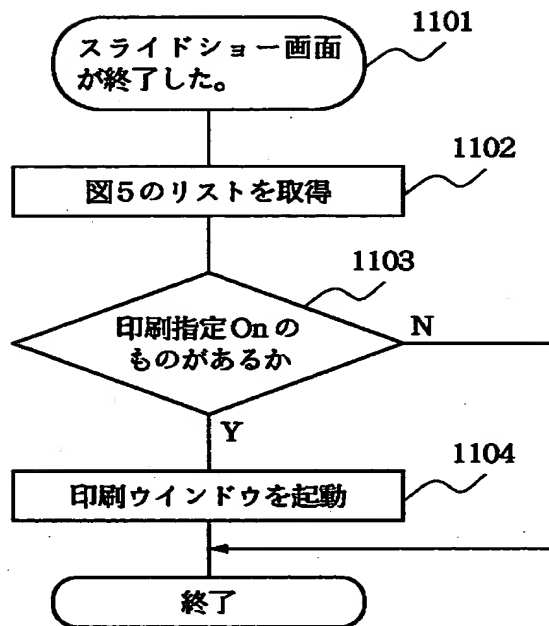 スライドショー画面
が終了した。
1101
図5のリストを取得
1102
印刷指定Onの
ものがあるか
1103
N
Y
印刷ウインドウを起動
1104
終了